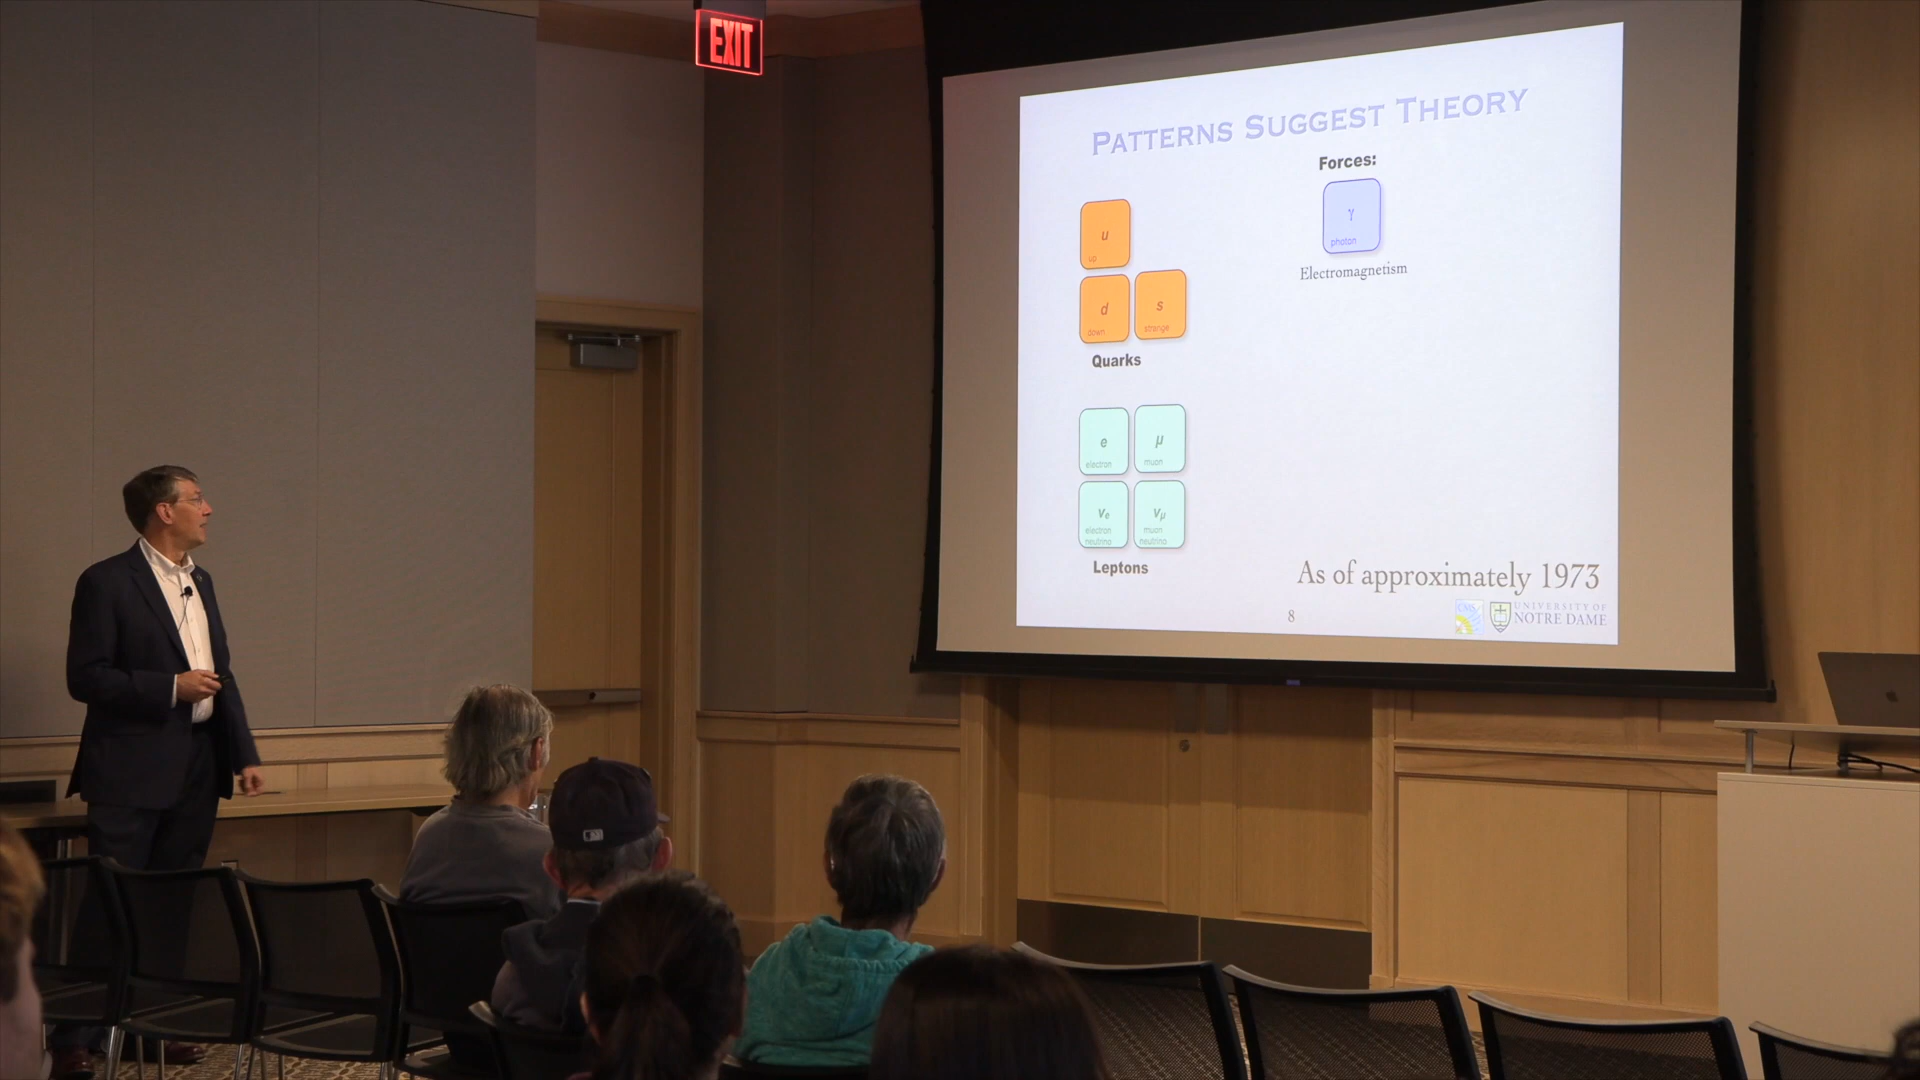 EXIT
PATTERNS SUGGEST THEORY
Forces:
γ
photon
Electromagnetism
u
up
d
down
s
strange
Quarks
e
electron
μ
muon
νe
electron
neutrino
νμ
muon
neutrino
Leptons
As of approximately 1973
8
CMS
UNIVERSITY OF
NOTRE DAME